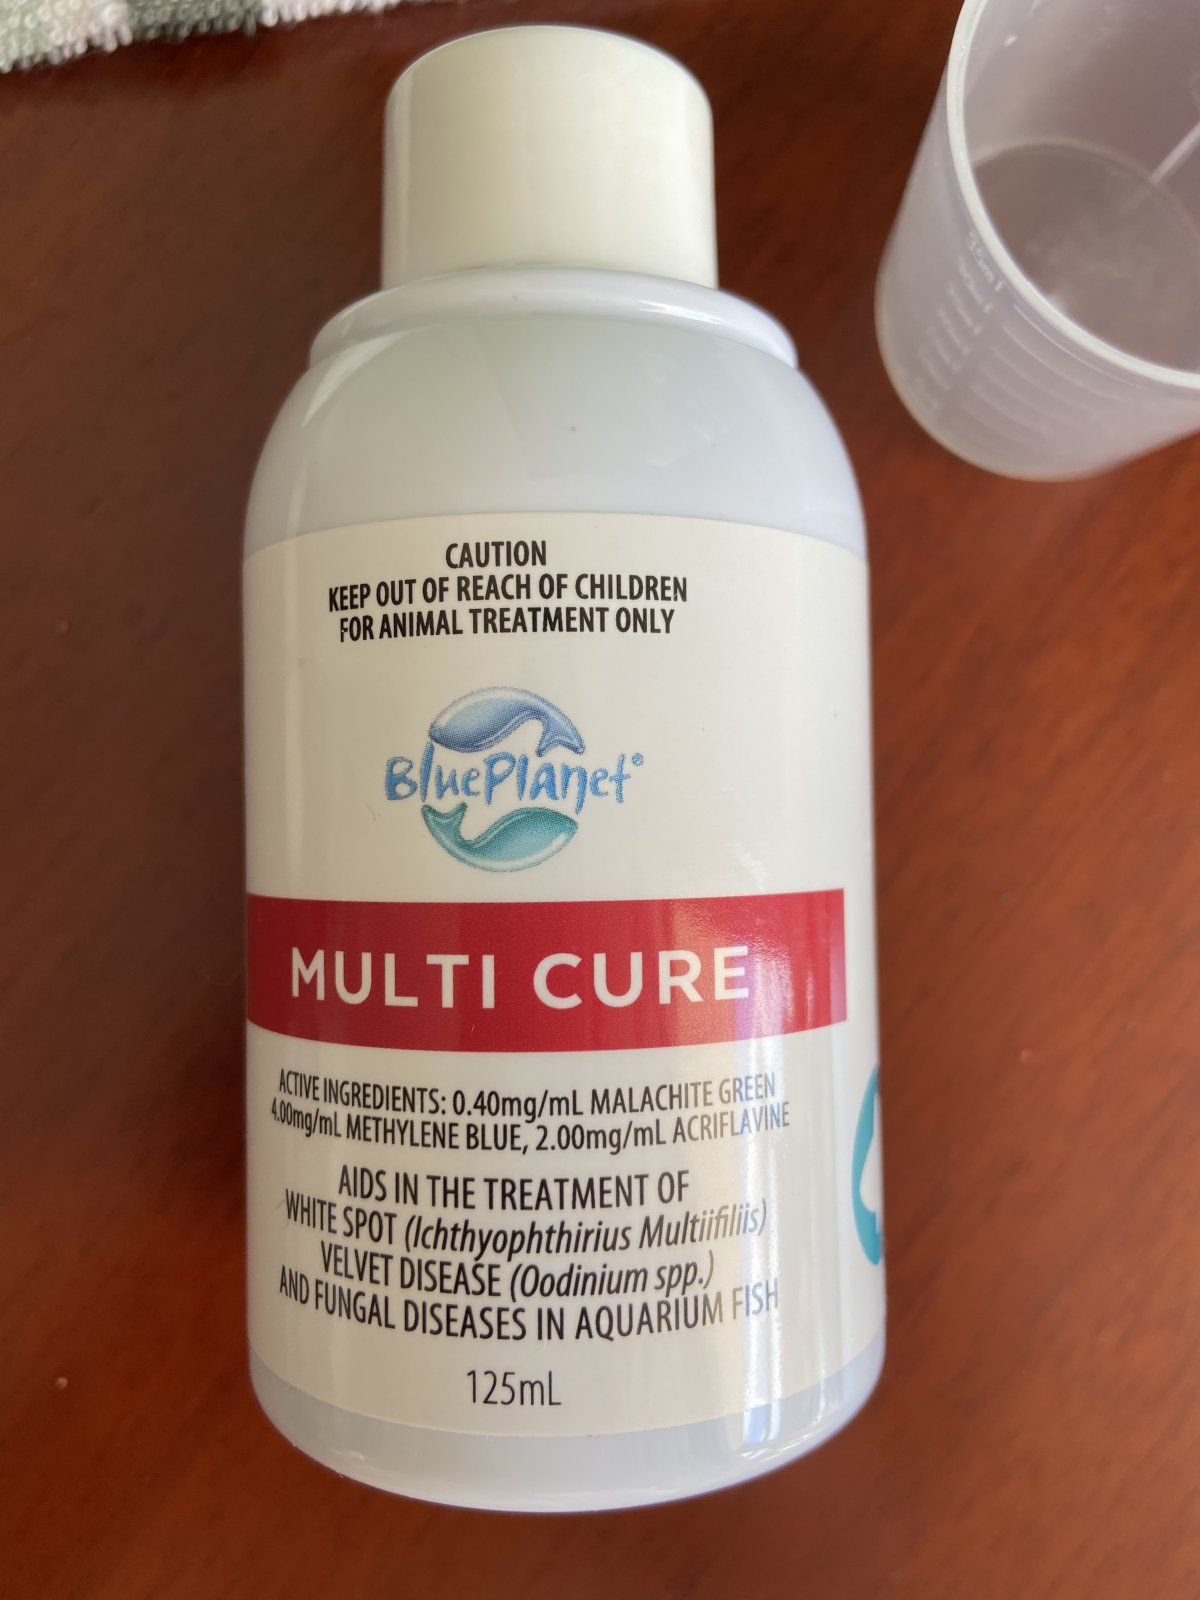 CAUTION
KEEP OUT OF REACH OF CHILDREN
FOR ANIMAL TREATMENT ONLY
BluePlanet®
MULTI CURE
ACTIVE INGREDIENTS: 0.40mg/mL MALACHITE GREEN
4.00mg/mL METHYLENE BLUE, 2.00mg/mL ACRIFLAVINE
AIDS IN THE TREATMENT OF
WHITE SPOT (Ichthyophthirius Multiifiliis)
VELVET DISEASE (Oodinium spp.)
AND FUNGAL DISEASES IN AQUARIUM FISH
125mL